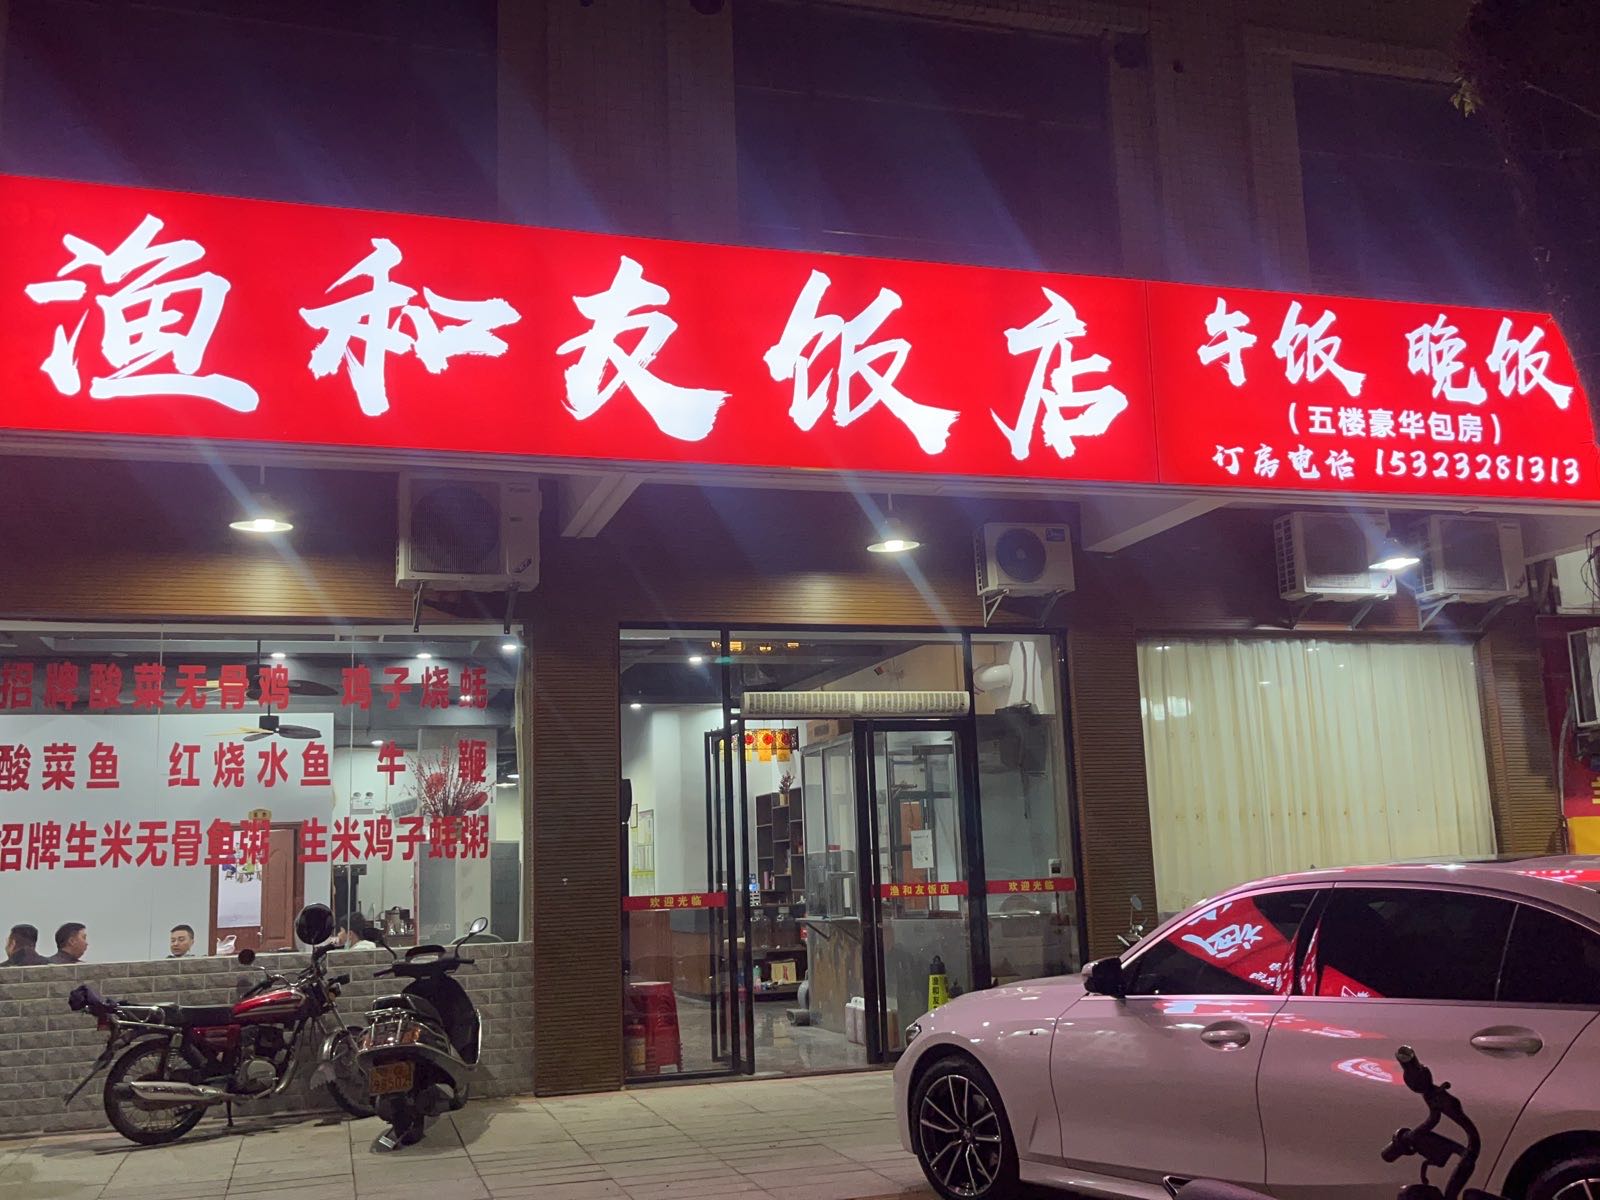 渔和友饭店
午饭 晚饭
（五楼豪华包房）
订房电话 15323281313
招牌酸菜无骨鸡 鸡子烧蚝
酸菜鱼 红烧水鱼 牛鞭
招牌生米无骨鱼粥 生米鸡子蚝粥
欢迎光临
渔和友饭店
欢迎光临
渔和友